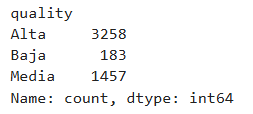 quality
Alta     3258
Baja      183
Media    1457
Name: count, dtype: int64